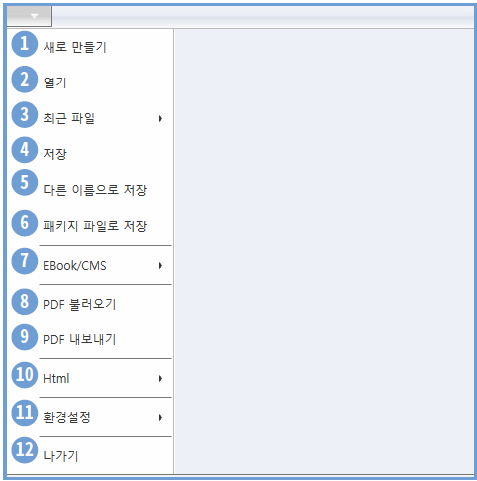 1 새로 만들기
2 열기
3 최근 파일
4 저장
5 다른 이름으로 저장
6 패키지 파일로 저장
7 EBook/CMS
8 PDF 불러오기
9 PDF 내보내기
10 Html
11 환경설정
12 나가기